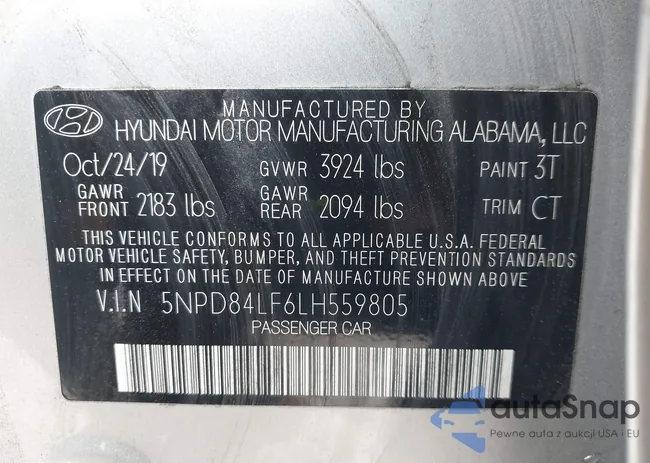 MANUFACTURED BY
HYUNDAI MOTOR MANUFACTURING ALABAMA, LLC
Oct/24/19 GVWR 3924 lbs PAINT 3T
GAWR FRONT 2183 lbs GAWR REAR 2094 lbs TRIM CT
THIS VEHICLE CONFORMS TO ALL APPLICABLE U.S.A. FEDERAL
MOTOR VEHICLE SAFETY, BUMPER, AND THEFT PREVENTION STANDARDS
IN EFFECT ON THE DATE OF MANUFACTURE SHOWN ABOVE.
V.I.N 5NPD84LF6LH559805
PASSENGER CAR
autaSnap
Pewne auta z aukcji USA i EU